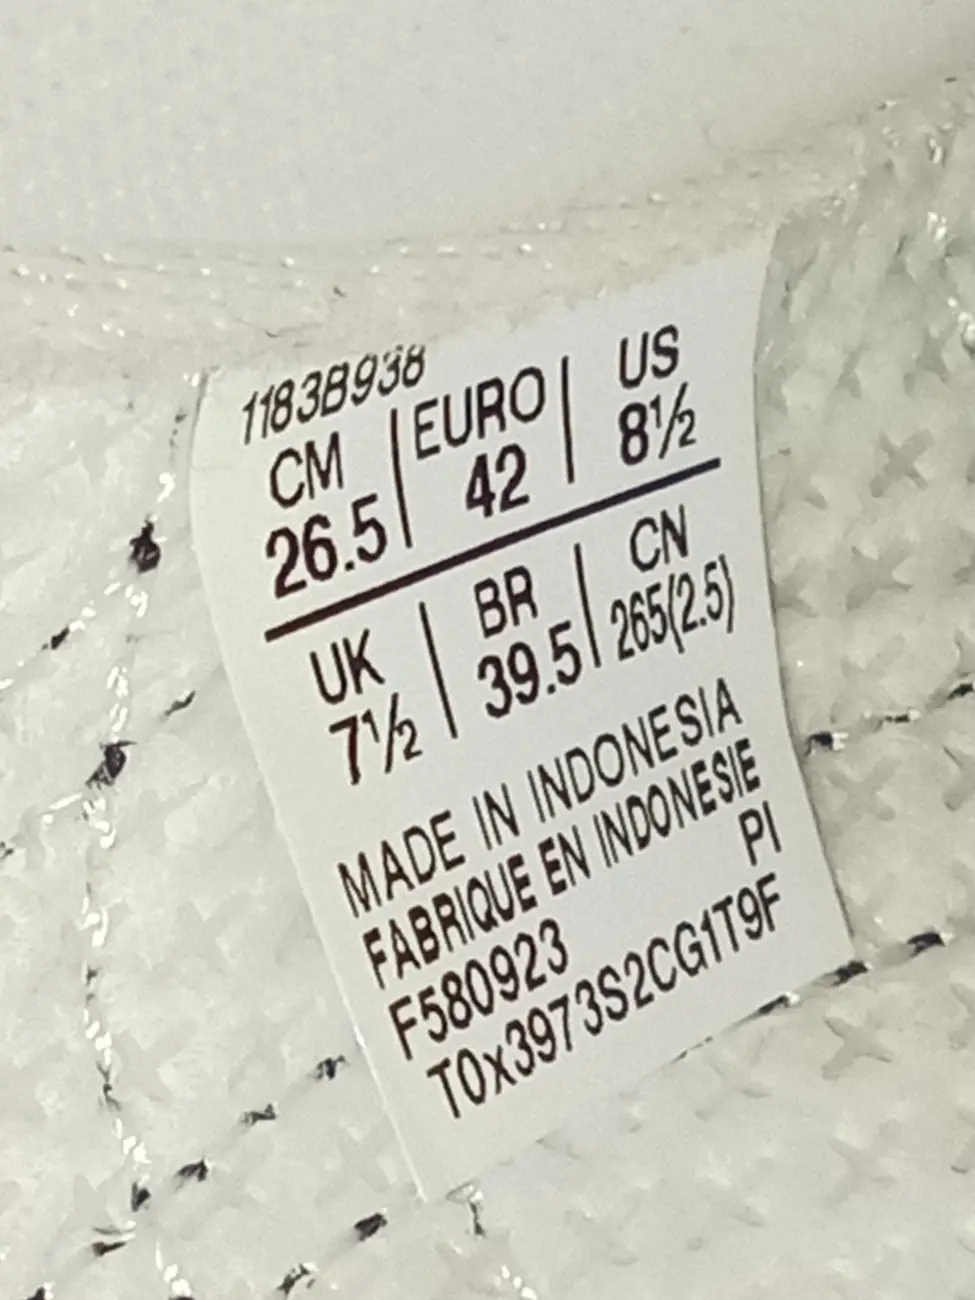 1183B938
CM | EURO | US
26.5 | 42 | 8½
UK | BR | CN
7½ | 39.5 | 265(2.5)
MADE IN INDONESIA
FABRIQUE EN INDONESIE
PI
F580923
T0x3973S2CG1T9F